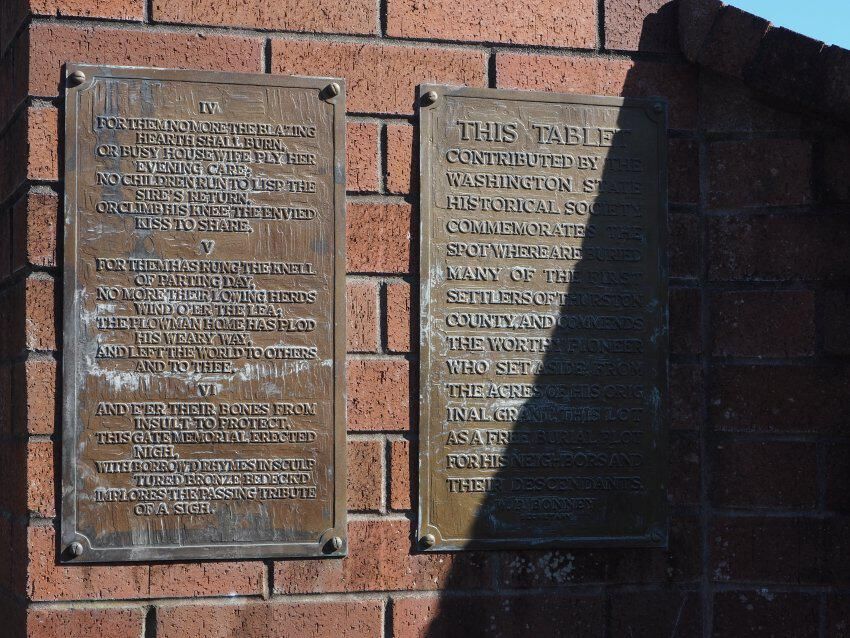 IV
FOR THEM NO MORE THE BLAZING
HEARTH SHALL BURN,
OR BUSY HOUSEWIFE PLY HER
EVENING CARE;
NO CHILDREN RUN TO LISP THE
SIRE'S RETURN,
OR CLIMB HIS KNEE THE ENVIED
KISS TO SHARE.
V
FOR THEM HAS RUNG THE KNELL
OF PARTING DAY,
NO MORE THEIR LOWING HERDS
WIND O'ER THE LEA;
THE PLOWMAN HOME HAS PLOD
HIS WEARY WAY,
AND LEFT THE WORLD TO OTHERS
AND TO THEE.
VI
AND E'ER THEIR BONES FROM
INSULT TO PROTECT,
THIS GATE MEMORIAL ERECTED
NIGH,
WITH BORROW'D RHYMES IN SCULP
TURED BRONZE BEDECK'D
IMPLORES THE PASSING TRIBUTE
OF A SIGH.
THIS TABLET
CONTRIBUTED BY THE
WASHINGTON STATE
HISTORICAL SOCIETY
COMMEMORATES THE
SPOT WHERE ARE BURIED
MANY OF THE FIRST
SETTLERS OF THURSTON
COUNTY, AND COMMENDS
THE WORTHY PIONEER
WHO SET ASIDE FROM
THE ACRES OF HIS ORIG
INAL GRANT THIS LOT
AS A FREE BURIAL PLOT
FOR HIS NEIGHBORS AND
THEIR DESCENDANTS.
BONNEY